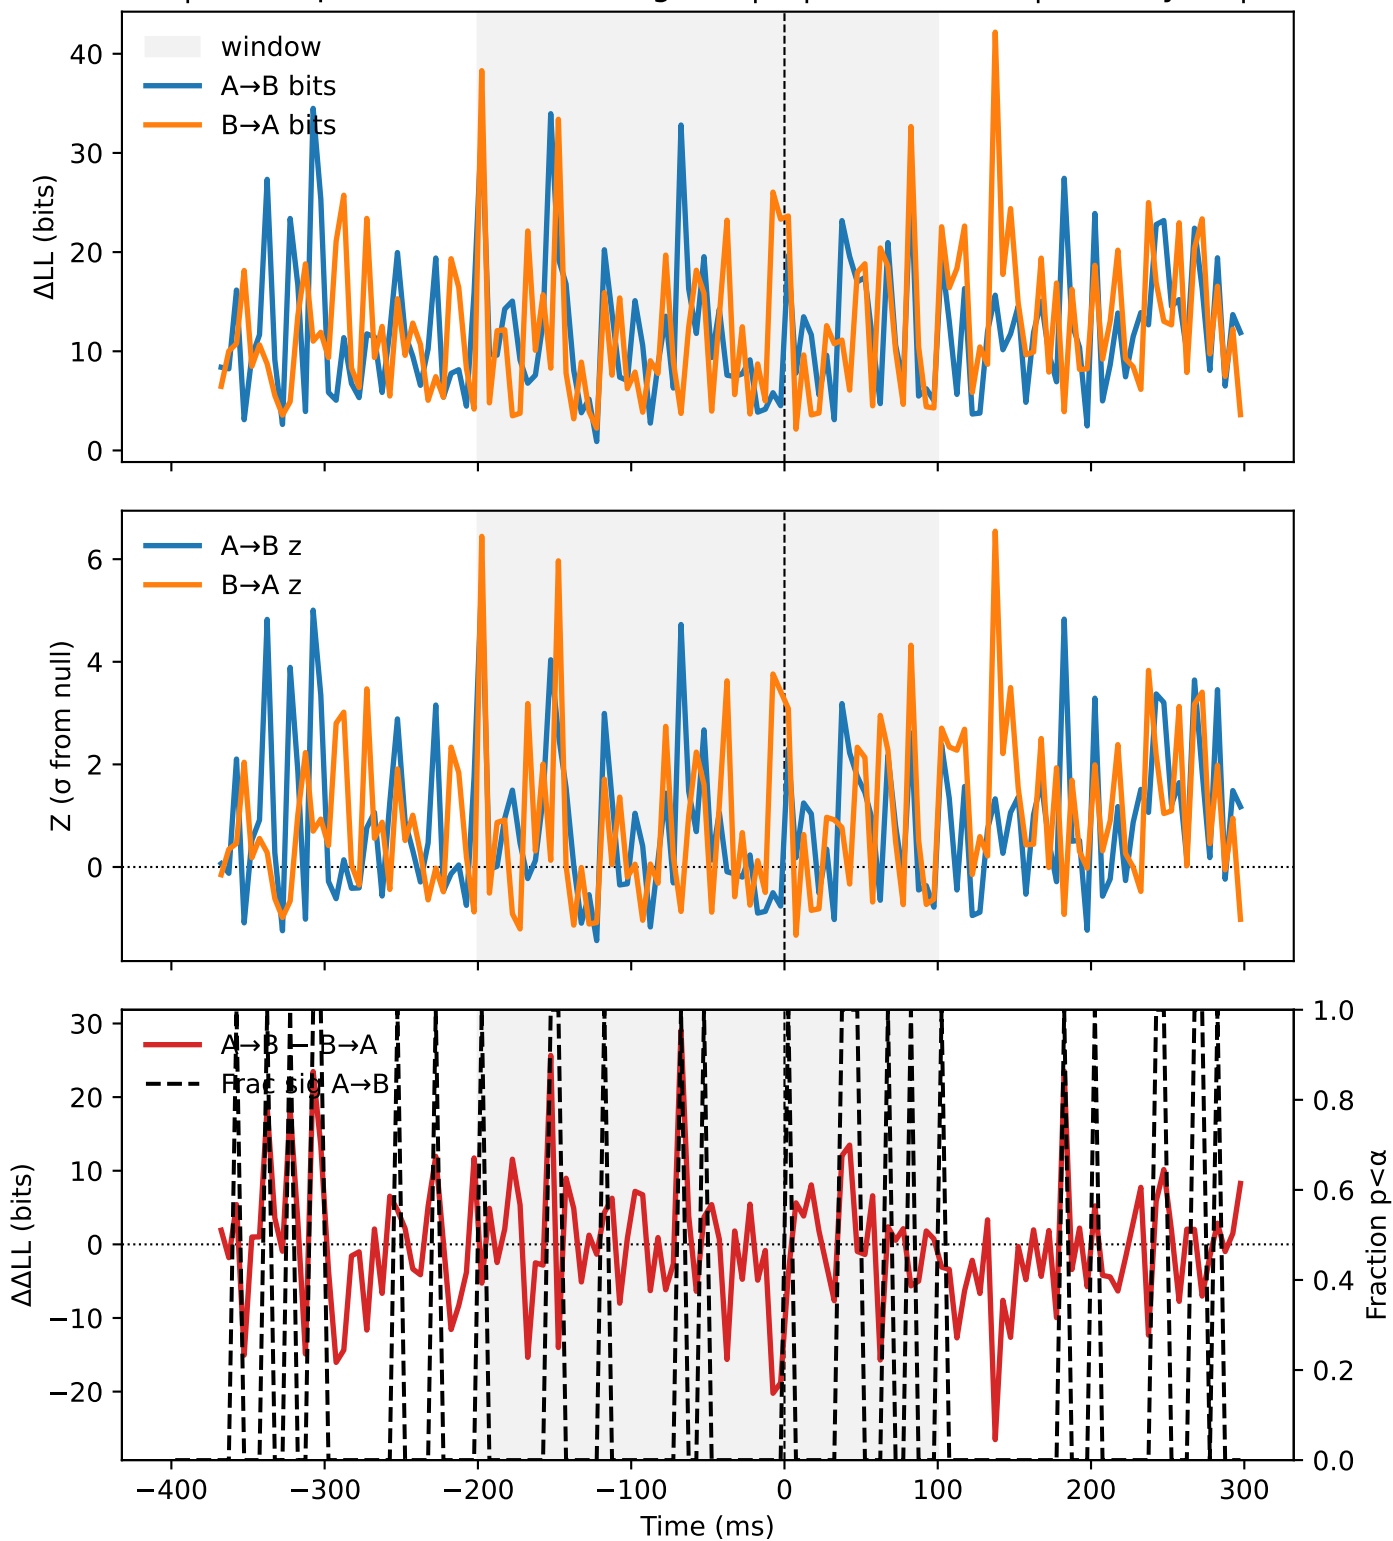 40
30
20
10
0
ΔLL (bits)
window
A→B bits
B→A bits
6
4
2
0
Z (σ from null)
A→B z
B→A z
30
20
10
0
−10
−20
ΔΔLL (bits)
A→B − B→A
Frac sig A→B
1.0
0.8
0.6
0.4
0.2
0.0
Fraction p<α
−400
−300
−200
−100
0
100
200
300
Time (ms)